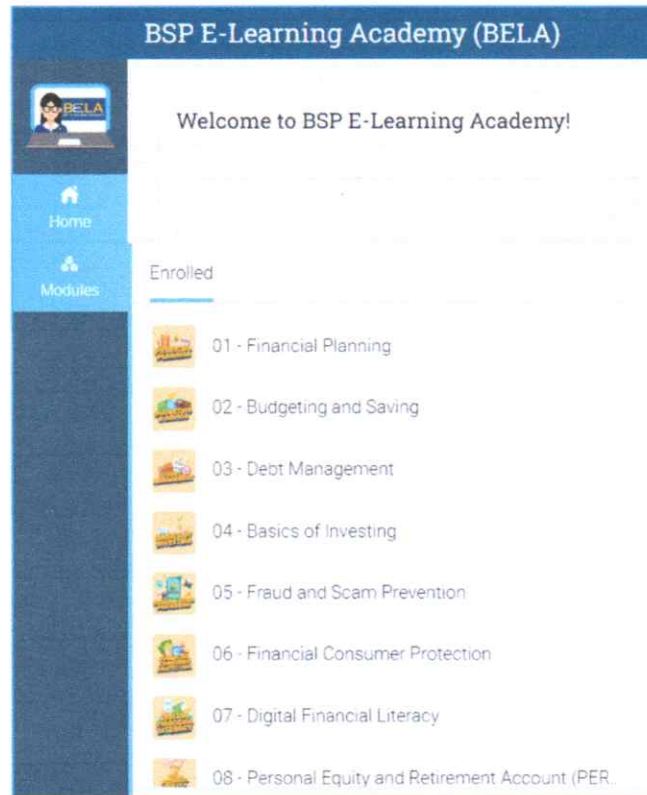 BSP E-Learning Academy (BELA)
BELA
Welcome to BSP E-Learning Academy!
Home
Modules
Enrolled
01 - Financial Planning
02 - Budgeting and Saving
03 - Debt Management
04 - Basics of Investing
05 - Fraud and Scam Prevention
06 - Financial Consumer Protection
07 - Digital Financial Literacy
08 - Personal Equity and Retirement Account (PER..